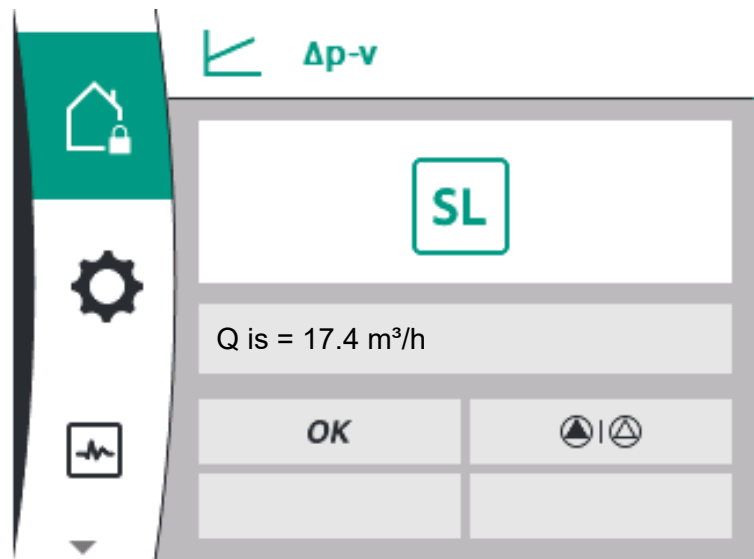 Δp-v
SL
Q is = 17.4 m³/h
OK